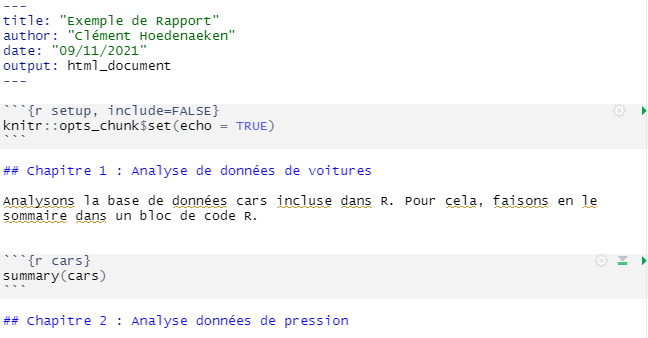 ---
title: "Exemple de Rapport"
author: "Clément Hoedenaeken"
date: "09/11/2021"
output: html_document
---
```{r setup, include=FALSE}
knitr::opts_chunk$set(echo = TRUE)
```
## Chapitre 1 : Analyse de données de voitures
Analysons la base de données cars incluse dans R. Pour cela, faisons en le
sommaire dans un bloc de code R.
```{r cars}
summary(cars)
```
## Chapitre 2 : Analyse données de pression